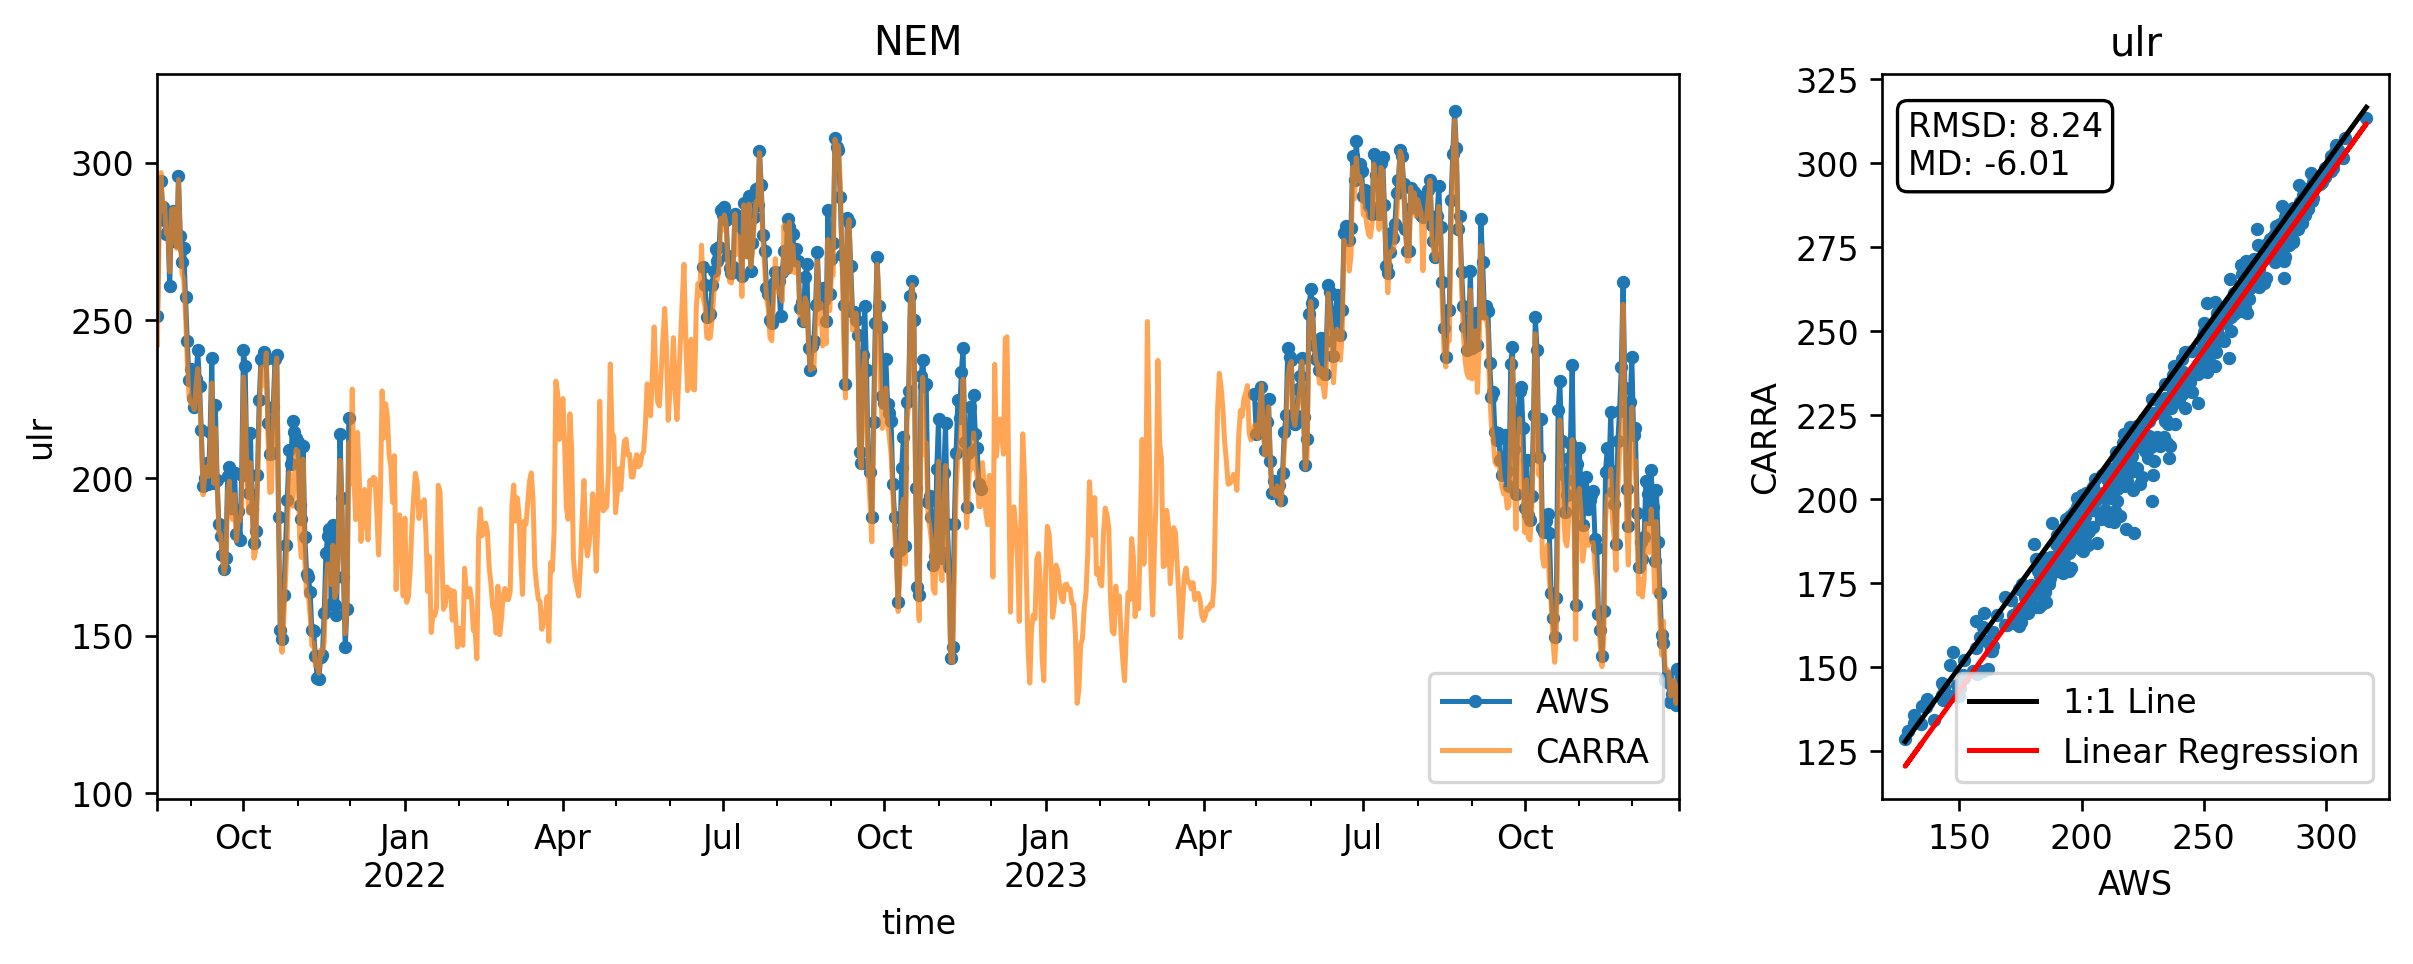 NEM
ulr
300
250
200
150
100
Oct
Jan
2022
Apr
Jul
Oct
Jan
2023
Apr
Jul
Oct
time
AWS
CARRA
ulr
CARRA
325
300
275
250
225
200
175
150
125
RMSD: 8.24
MD: -6.01
1:1 Line
Linear Regression
150
200
250
300
AWS